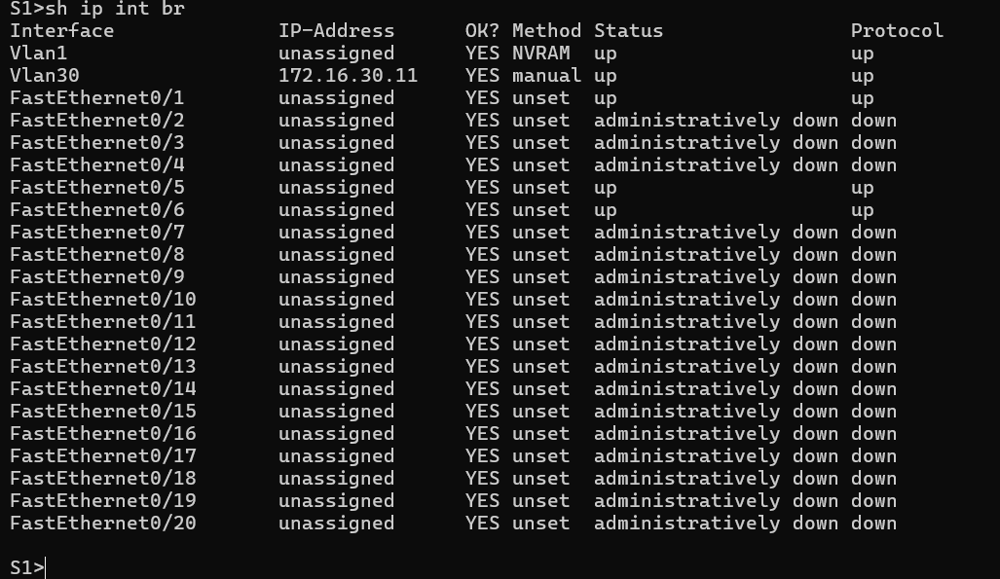 S1>sh ip int br
Interface              IP-Address      OK? Method Status                Protocol
Vlan1                  unassigned      YES NVRAM  up                    up
Vlan30                 172.16.30.11    YES manual up                    up
FastEthernet0/1        unassigned      YES unset  up                    up
FastEthernet0/2        unassigned      YES unset  administratively down down
FastEthernet0/3        unassigned      YES unset  administratively down down
FastEthernet0/4        unassigned      YES unset  administratively down down
FastEthernet0/5        unassigned      YES unset  up                    up
FastEthernet0/6        unassigned      YES unset  up                    up
FastEthernet0/7        unassigned      YES unset  administratively down down
FastEthernet0/8        unassigned      YES unset  administratively down down
FastEthernet0/9        unassigned      YES unset  administratively down down
FastEthernet0/10       unassigned      YES unset  administratively down down
FastEthernet0/11       unassigned      YES unset  administratively down down
FastEthernet0/12       unassigned      YES unset  administratively down down
FastEthernet0/13       unassigned      YES unset  administratively down down
FastEthernet0/14       unassigned      YES unset  administratively down down
FastEthernet0/15       unassigned      YES unset  administratively down down
FastEthernet0/16       unassigned      YES unset  administratively down down
FastEthernet0/17       unassigned      YES unset  administratively down down
FastEthernet0/18       unassigned      YES unset  administratively down down
FastEthernet0/19       unassigned      YES unset  administratively down down
FastEthernet0/20       unassigned      YES unset  administratively down down
S1>